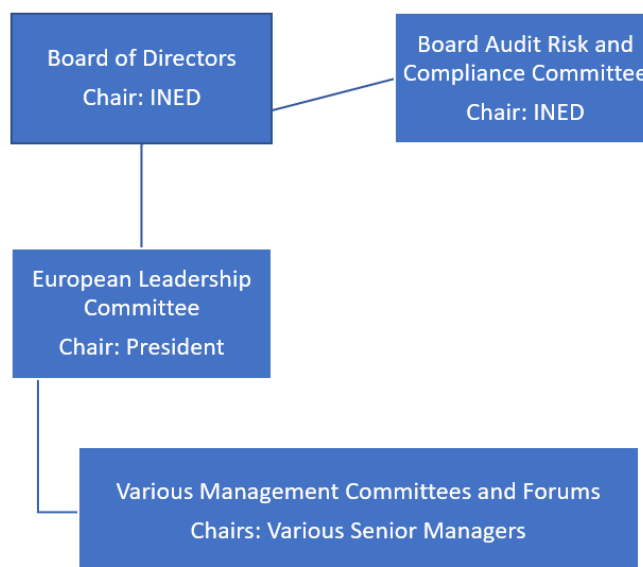 Board of Directors
Chair: INED
Board Audit Risk and
Compliance Committee
Chair: INED
European Leadership
Committee
Chair: President
Various Management Committees and Forums
Chairs: Various Senior Managers